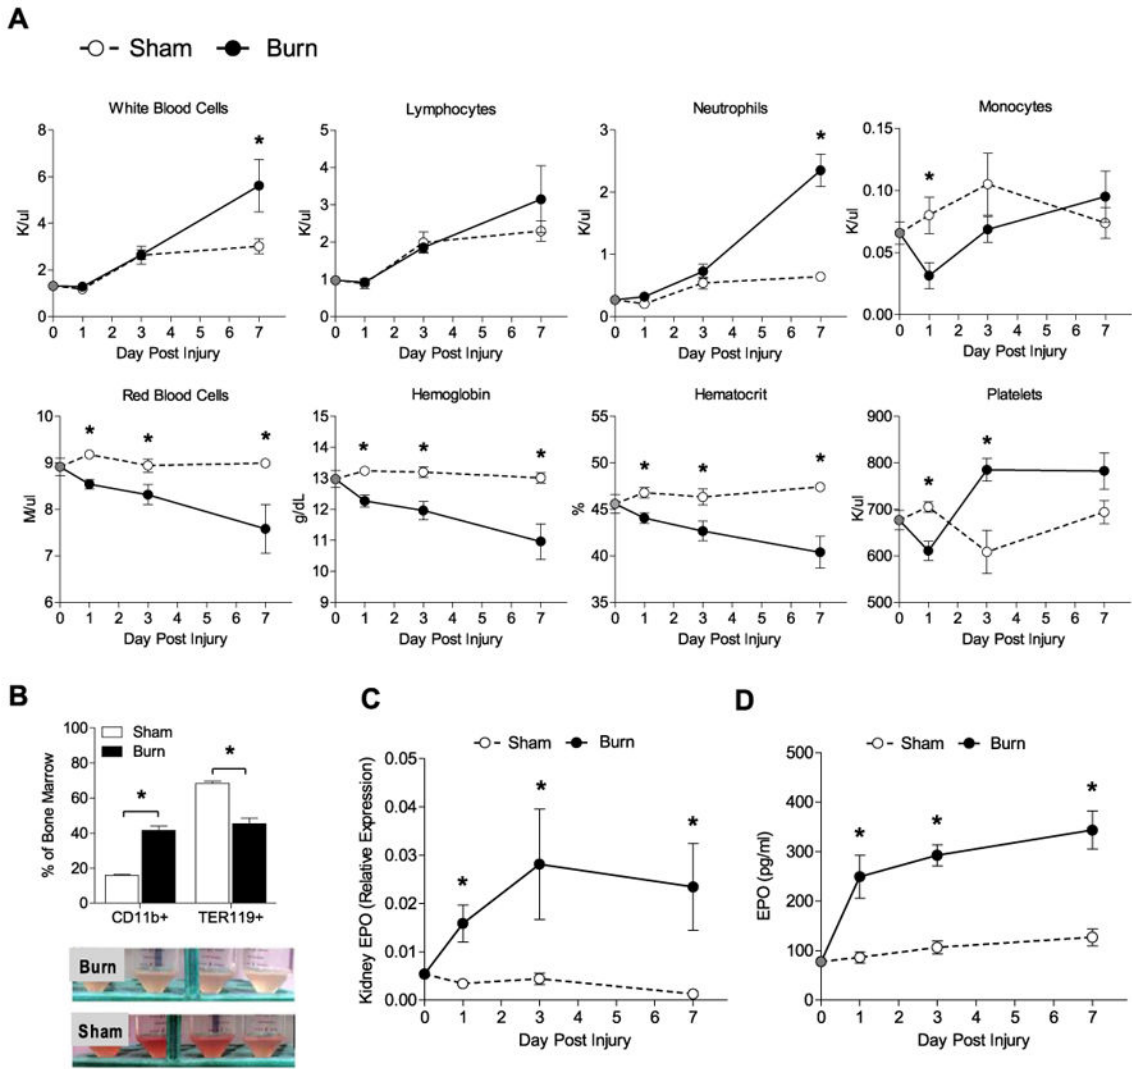 A
Sham Burn
White Blood Cells
Lymphocytes
Neutrophils
Monocytes
8
6
4
2
0
K/ul
0 1 2 3 4 5 6 7
Day Post Injury
*
5
4
3
2
1
0
K/ul
0 1 2 3 4 5 6 7
Day Post Injury
3
2
1
0
K/ul
0 1 2 3 4 5 6 7
Day Post Injury
*
0.15
0.10
0.05
0.00
K/ul
0 1 2 3 4 5 6 7
Day Post Injury
*
Red Blood Cells
Hemoglobin
Hematocrit
Platelets
10
9
8
7
6
M/ul
0 1 2 3 4 5 6 7
Day Post Injury
* * *
15
14
13
12
11
10
9
g/dL
0 1 2 3 4 5 6 7
Day Post Injury
* * *
55
50
45
40
35
%
0 1 2 3 4 5 6 7
Day Post Injury
* * *
900
800
700
600
500
K/ul
0 1 2 3 4 5 6 7
Day Post Injury
* *
B
100
80
60
40
20
0
% of Bone Marrow
Sham
Burn
* *
CD11b+ TER119+
Burn
Sham
C
Sham Burn
0.05
0.04
0.03
0.02
0.01
0.00
Kidney EPO (Relative Expression)
0 1 2 3 4 5 6 7
Day Post Injury
* * *
D
Sham Burn
500
400
300
200
100
0
EPO (pg/ml)
0 1 2 3 4 5 6 7
Day Post Injury
* * *